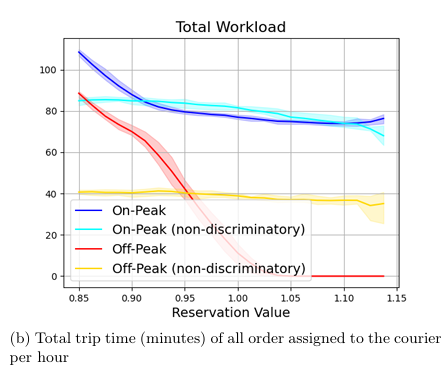 Total Workload
100
80
60
40
20
0
On-Peak
On-Peak (non-discriminatory)
Off-Peak
Off-Peak (non-discriminatory)
0.85 0.90 0.95 1.00 1.05 1.10 1.15
Reservation Value
(b) Total trip time (minutes) of all order assigned to the courier
per hour